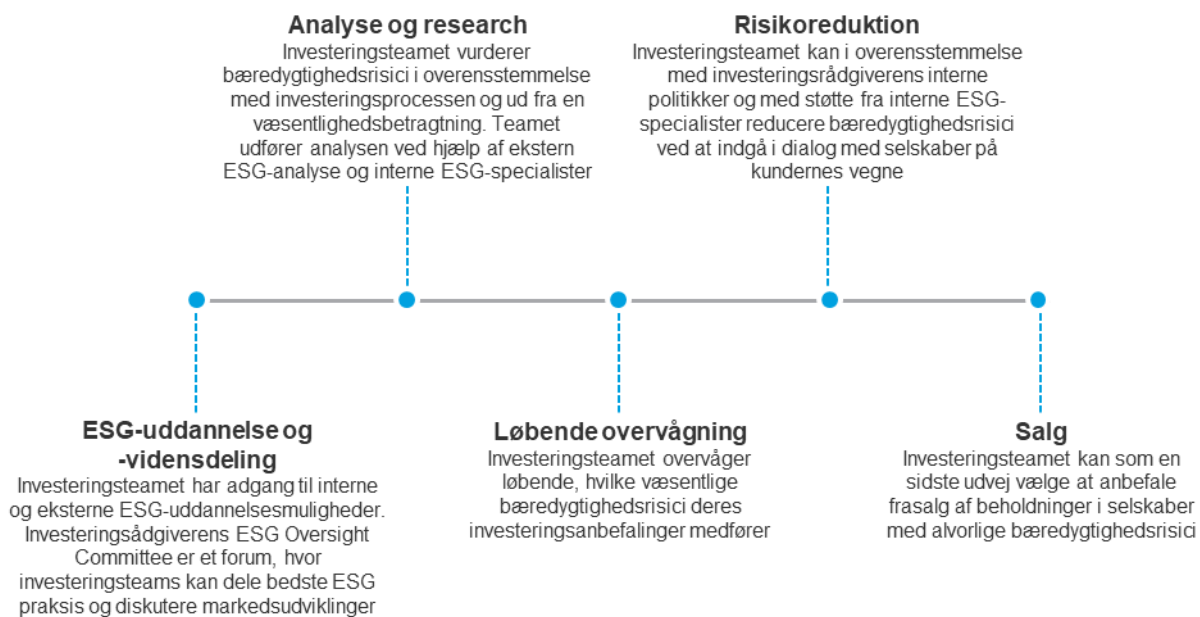 Analyse og research
Investeringsteamet vurderer
bæredygtighedsrisici i overensstemmelse
med investeringsprocessen og ud fra en
væsentlighedsbetragtning. Teamet
udfører analysen ved hjælp af ekstern
ESG-analyse og interne ESG-specialister
Risikoreduktion
Investeringsteamet kan i overensstemmelse
med investeringsrådgiverens interne
politikker og med støtte fra interne ESG-
specialister reducere bæredygtighedsrisici
ved at indgå i dialog med selskaber på
kundernes vegne
ESG-uddannelse og
-vidensdeling
Investeringsteamet har adgang til interne
og eksterne ESG-uddannelsesmuligheder.
Investeringsådgiverens ESG Oversight
Committee er et forum, hvor
investeringsteams kan dele bedste ESG
praksis og diskutere markedsudviklinger
Løbende overvågning
Investeringsteamet overvåger
løbende, hvilke væsentlige
bæredygtighedsrisici deres
investeringsanbefalinger medfører
Salg
Investeringsteamet kan som en
sidste udvej vælge at anbefale
frasalg af beholdninger i selskaber
med alvorlige bæredygtighedsrisici